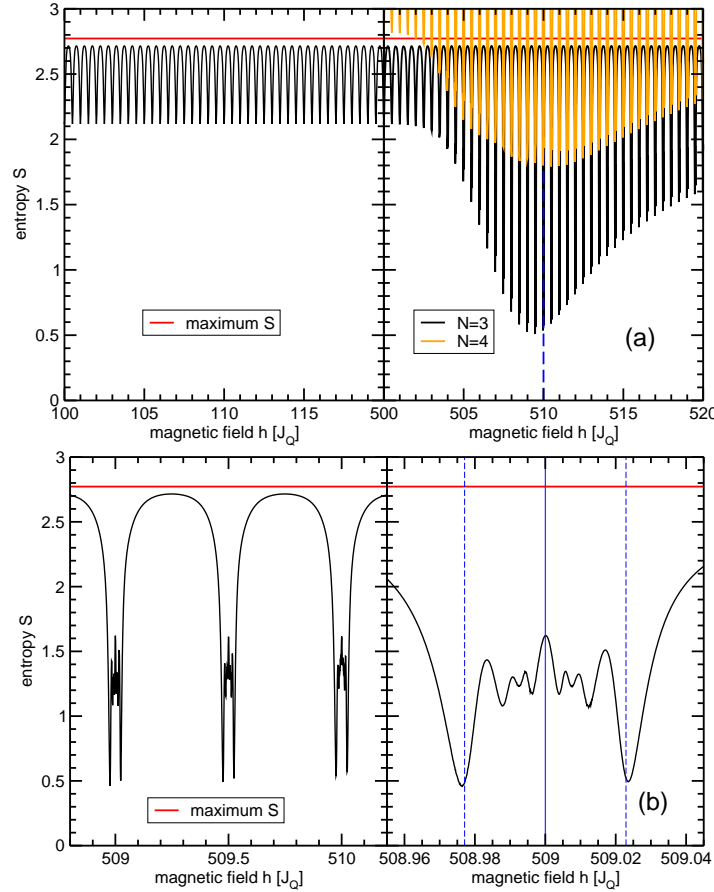 3
2.5
2
1.5
1
0.5
0
entropy S
maximum S
N=3
N=4
(a)
100 105 110 115 500 505 510 515 520
magnetic field h [J_Q] magnetic field h [J_Q]
3
2.5
2
1.5
1
0.5
0
entropy S
maximum S
(b)
509 509.5 510 508.96 508.98 509 509.02 509.04
magnetic field h [J_Q] magnetic field h [J_Q]